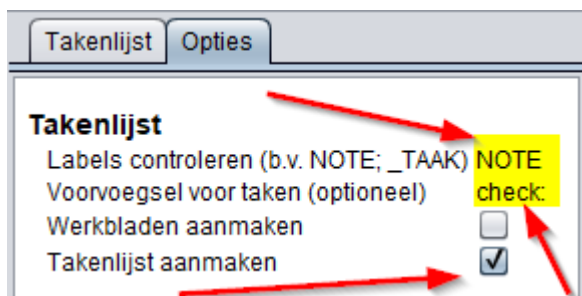 Takenlijst Opties
Takenlijst
Labels controleren (b.v. NOTE; _TAAK) NOTE
Voorvoegsel voor taken (optioneel) check:
Werkbladen aanmaken
Takenlijst aanmaken